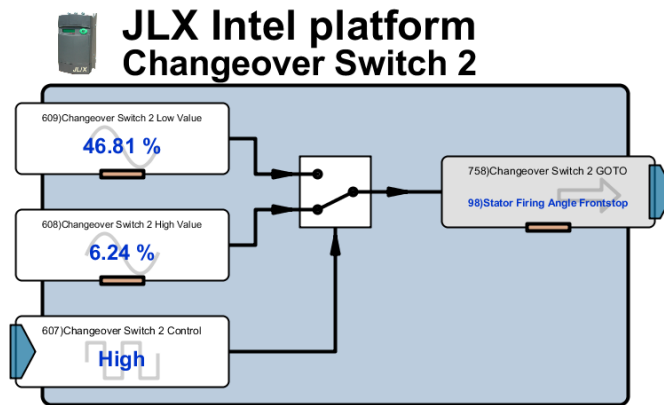 JLX Intel platform
Changeover Switch 2
JL/X
609)Changeover Switch 2 Low Value
46.81 %
608)Changeover Switch 2 High Value
6.24 %
607)Changeover Switch 2 Control
High
758)Changeover Switch 2 GOTO
98)Stator Firing Angle Frontstop